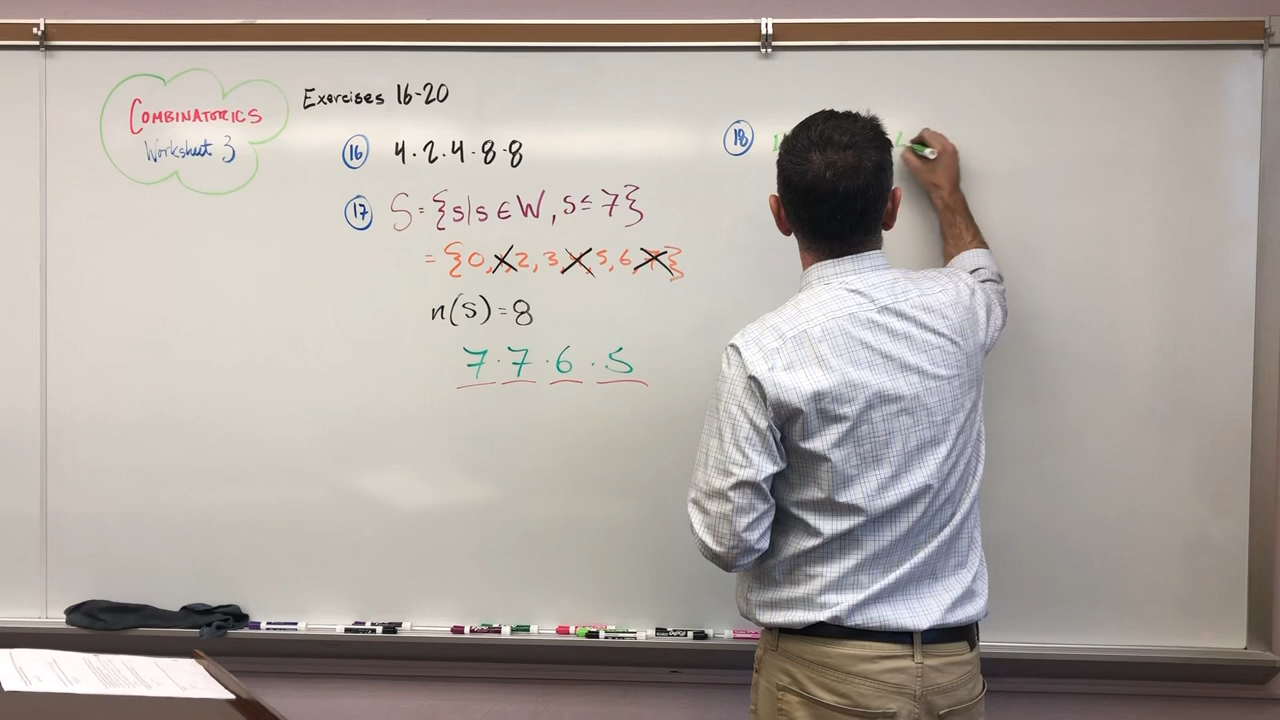 COMBINATORICS
Worksheet 3
Exercises 16-20
16 4·2·4·8·8
17 S={s|s∈W, s≤7}
={0,1,2,3,4,5,6,7}
n(S)=8
7·7·6·5
18